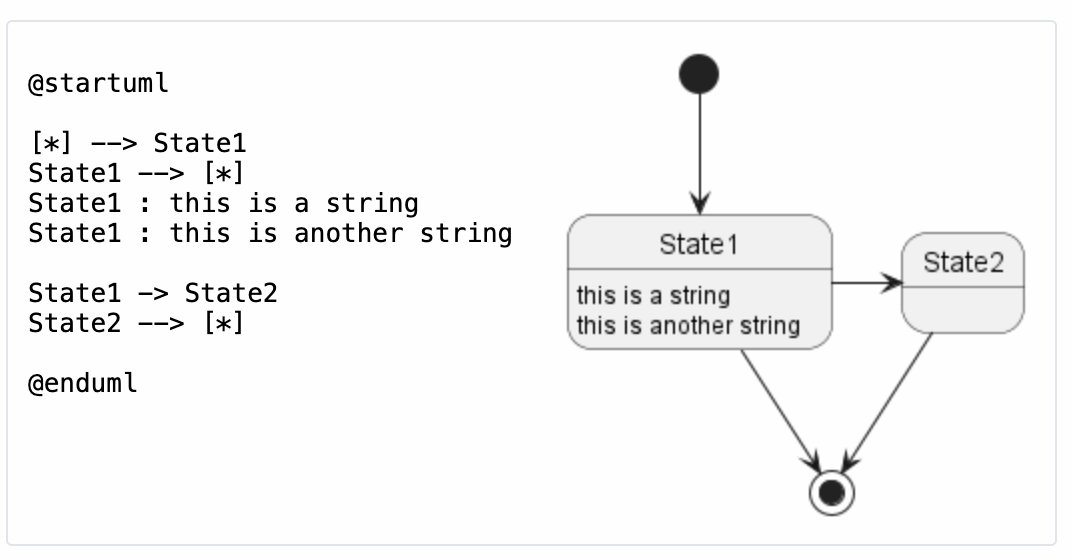 @startuml
[*] --> State1
State1 --> [*]
State1 : this is a string
State1 : this is another string
State1 -> State2
State2 --> [*]
@enduml
State1
this is a string
this is another string
State2